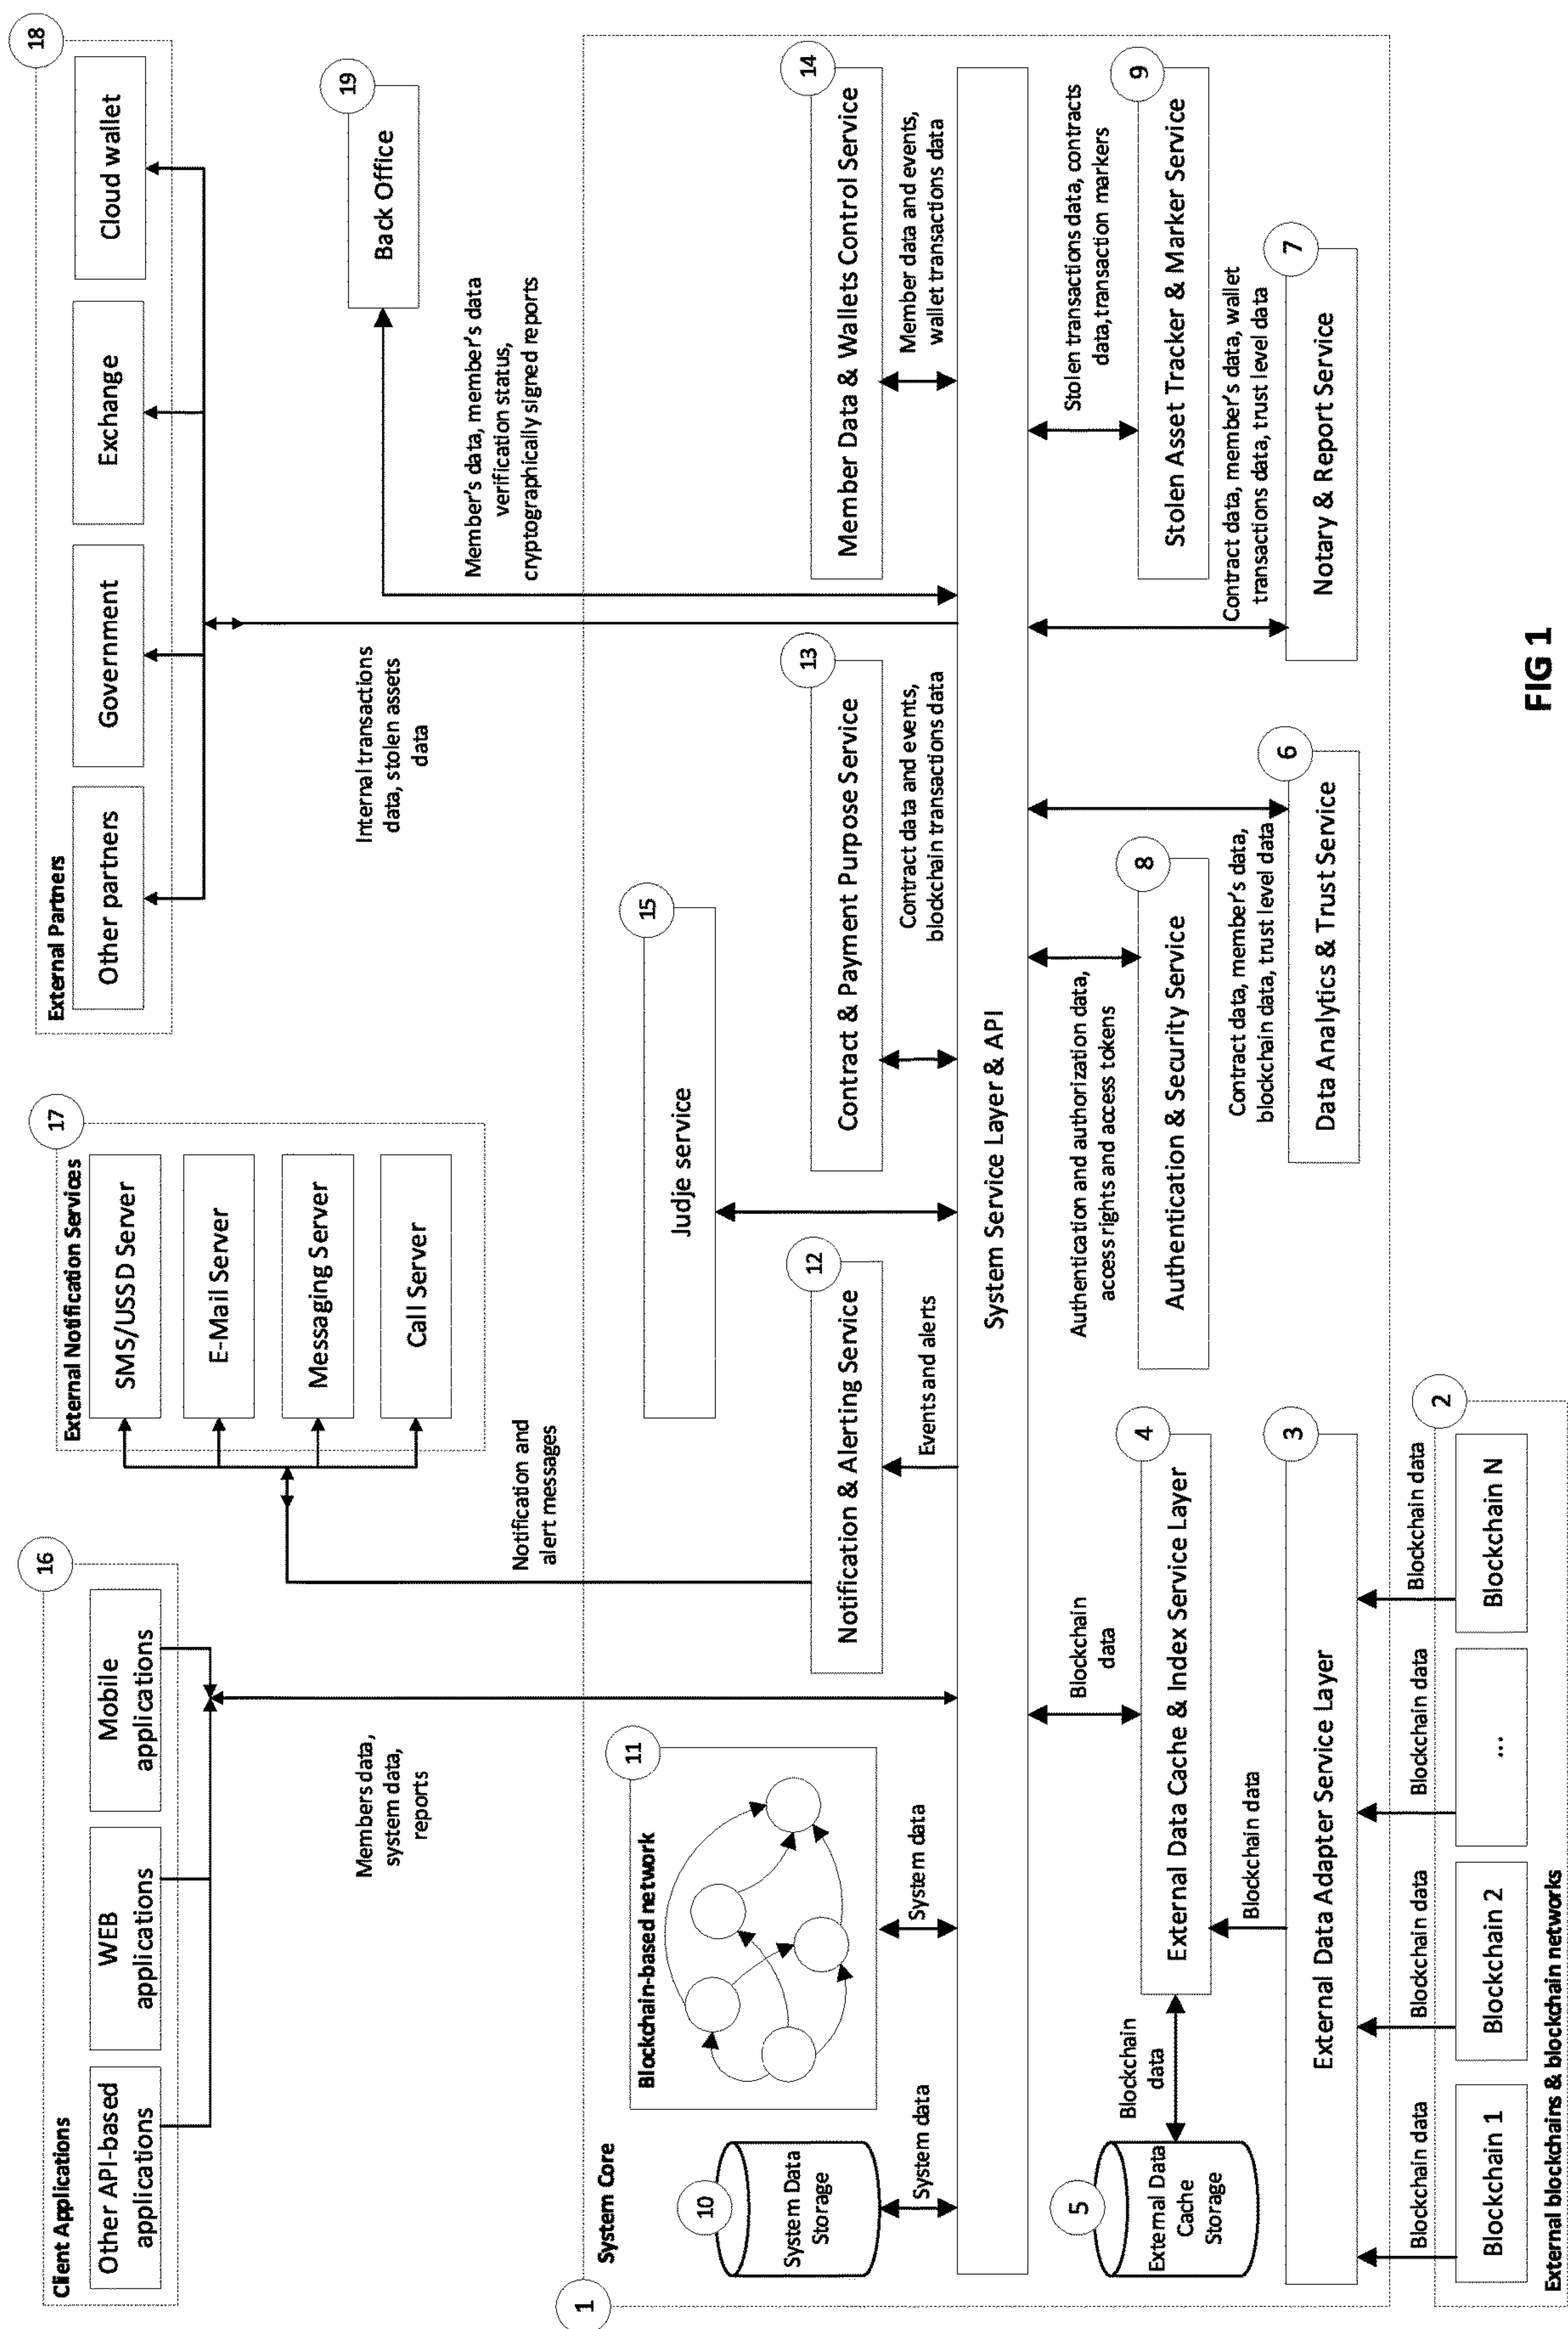 Client Applications
16
Other API-based
applications
WEB
applications
Mobile
applications
Members data,
system data,
reports
External Notification Services
17
SMS/USSD Server
E-Mail Server
Messaging Server
Call Server
Notification and
alert messages
External Partners
18
Other partners
Government
Exchange
Cloud wallet
Internal transactions
data, stolen assets
data
19
Back Office
Member's data, member's data
verification status,
cryptographically signed reports
1
System Core
10
System Data
Storage
System data
11
Blockchain-based network
System data
12
Notification & Alerting Service
Events and alerts
15
Judje service
13
Contract & Payment Purpose Service
Contract data and events,
blockchain transactions data
14
Member Data & Wallets Control Service
Member data and events,
wallet transactions data
System Service Layer & API
5
External Data
Cache
Storage
Blockchain
data
Blockchain
data
4
External Data Cache & Index Service Layer
Blockchain data
3
External Data Adapter Service Layer
Authentication and authorization data,
access rights and access tokens
8
Authentication & Security Service
Contract data, member's data,
blockchain data, trust level data
6
Data Analytics & Trust Service
Stolen transactions data, contracts
data,transaction markers
9
Stolen Asset Tracker & Marker Service
Contract data, member's data, wallet
transactions data, trust level data
7
Notary & Report Service
Blockchain data
Blockchain data
Blockchain data
Blockchain data
2
Blockchain 1
Blockchain 2
...
Blockchain N
External blockchains & blockchain networks
FIG 1